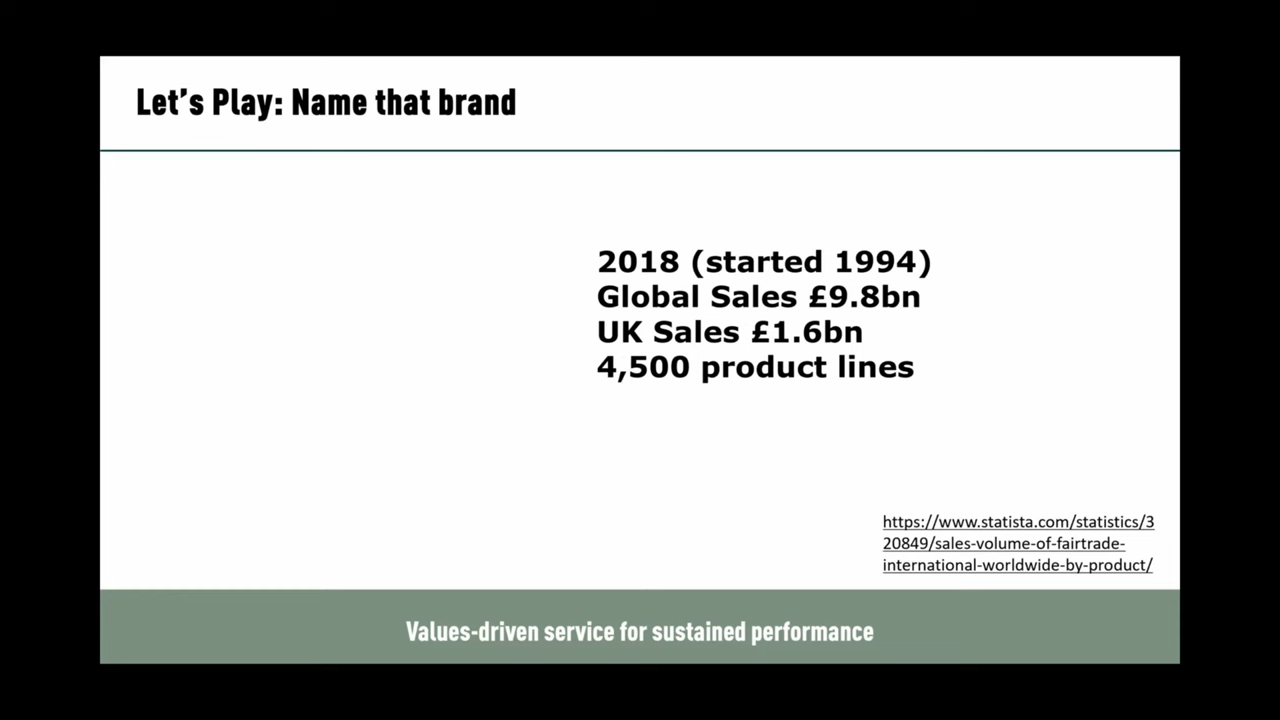 Let's Play: Name that brand
2018 (started 1994)
Global Sales £9.8bn
UK Sales £1.6bn
4,500 product lines
https://www.statista.com/statistics/3
20849/sales-volume-of-fairtrade-
international-worldwide-by-product/
Values-driven service for sustained performance